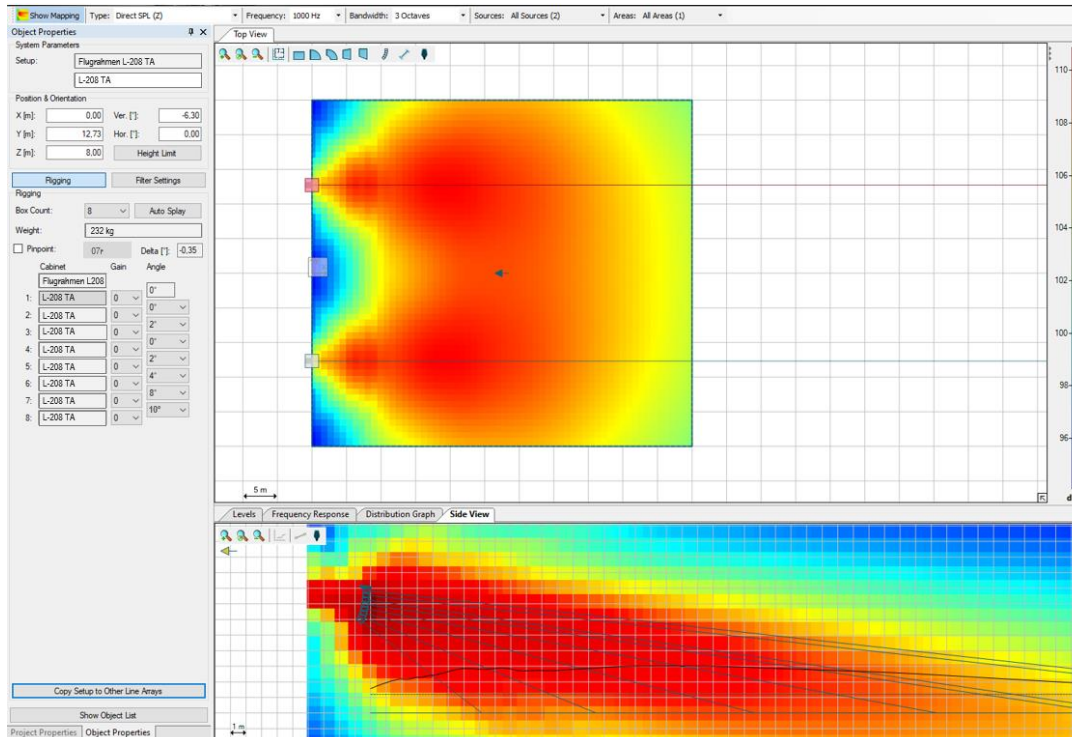 Show Mapping Type: Direct SPL (Z) Frequency: 1000 Hz Bandwidth: 3 Octaves Sources: All Sources (2) Areas: All Areas (1)
Object Properties
System Parameters
Setup: Flugrahmen L-208 TA
L-208 TA
Position & Orientation
X [m]: 0,00 Ver. [°]: -6,30
Y [m]: 12,73 Hor. [°]: 0,00
Z [m]: 8,00 Height Limit
Rigging Filter Settings
Rigging
Box Count: 8 Auto Splay
Weight: 232 kg
Pinpoint: 07r Delta [°]: -0,35
Cabinet Gain Angle
Flugrahmen L208
0°
1: L-208 TA 0
0°
2: L-208 TA 0
2°
3: L-208 TA 0
0°
4: L-208 TA 0
2°
5: L-208 TA 0
4°
6: L-208 TA 0
8°
7: L-208 TA 0
10°
8: L-208 TA 0
Copy Setup to Other Line Arrays
Show Object List
Project Properties Object Properties
Top View
5 m
110
108
106
104
102
100
98
96
d
Levels Frequency Response Distribution Graph Side View
1 m